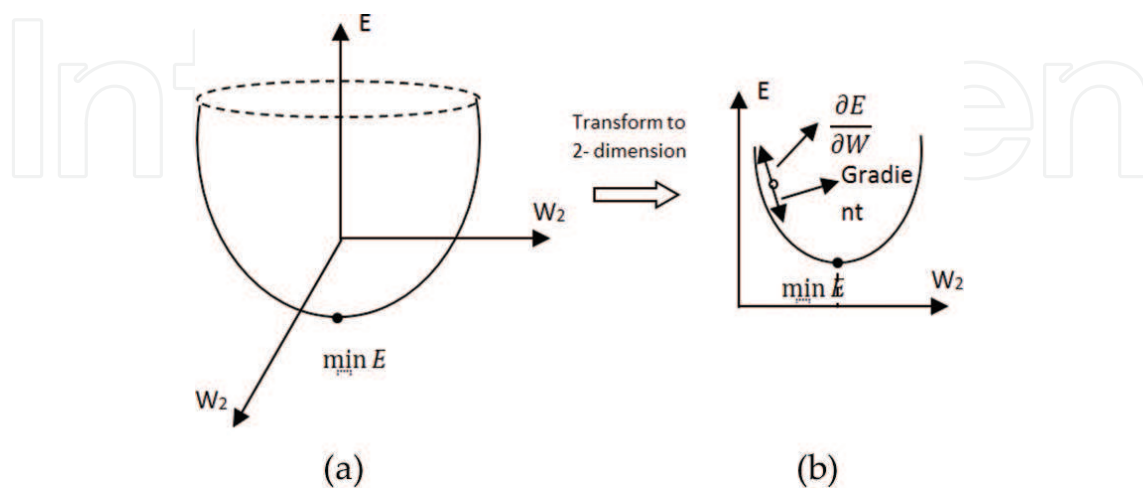 E
W₂
W₂
min E
(a)
Transform to
2- dimension
E
∂E
∂W
Gradie
nt
min E
W₂
(b)